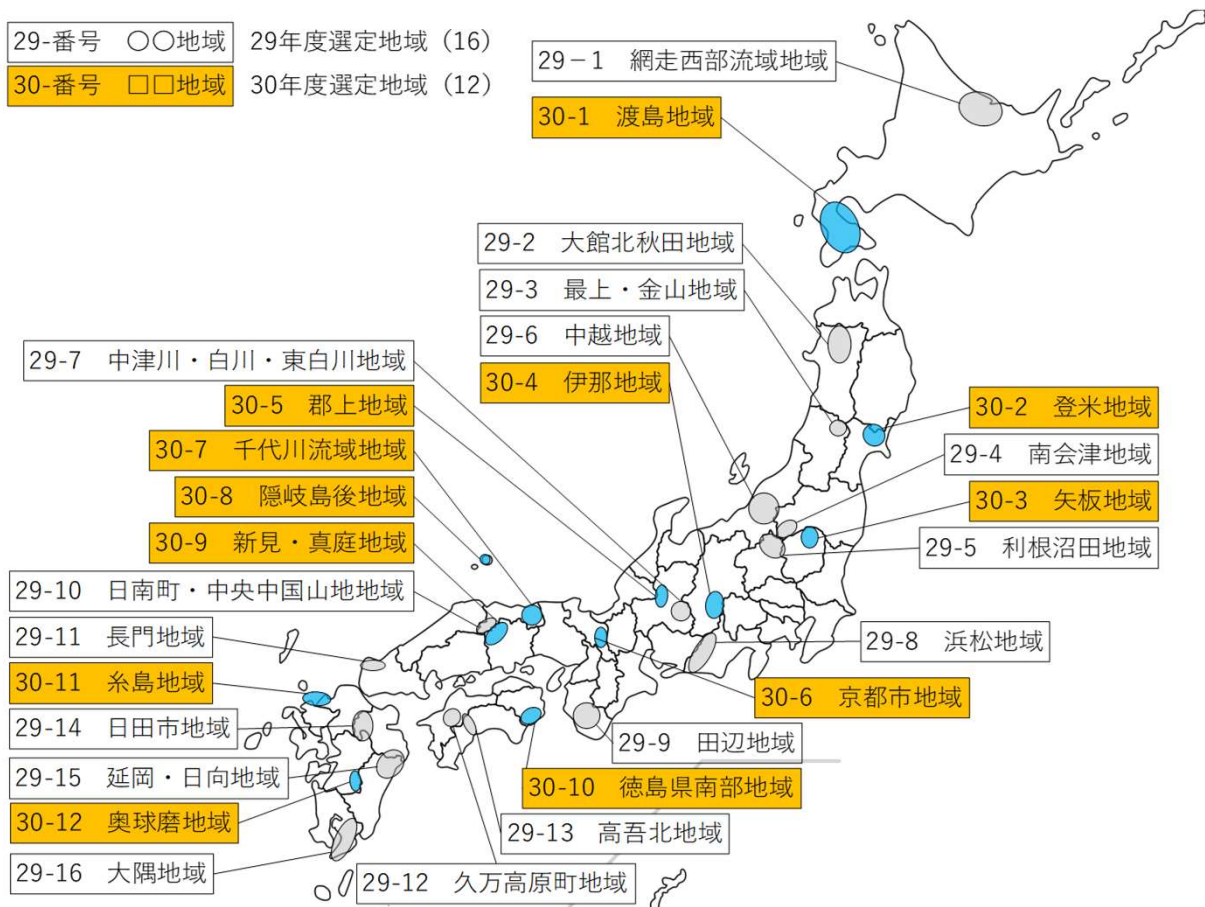 29-番号　○○地域　29年度選定地域（16）
30-番号　□□地域　30年度選定地域（12）
29－1　網走西部流域地域
30-1　渡島地域
29-2　大館北秋田地域
29-3　最上・金山地域
29-6　中越地域
30-4　伊那地域
29-7　中津川・白川・東白川地域
30-5　郡上地域
30-7　千代川流域地域
30-8　隠岐島後地域
30-9　新見・真庭地域
29-10　日南町・中央中国山地地域
29-11　長門地域
30-11　糸島地域
29-14　日田市地域
29-15　延岡・日向地域
30-12　奥球磨地域
29-16　大隅地域
30-2　登米地域
29-4　南会津地域
30-3　矢板地域
29-5　利根沼田地域
29-8　浜松地域
30-6　京都市地域
29-9　田辺地域
30-10　徳島県南部地域
29-13　高吾北地域
29-12　久万高原町地域